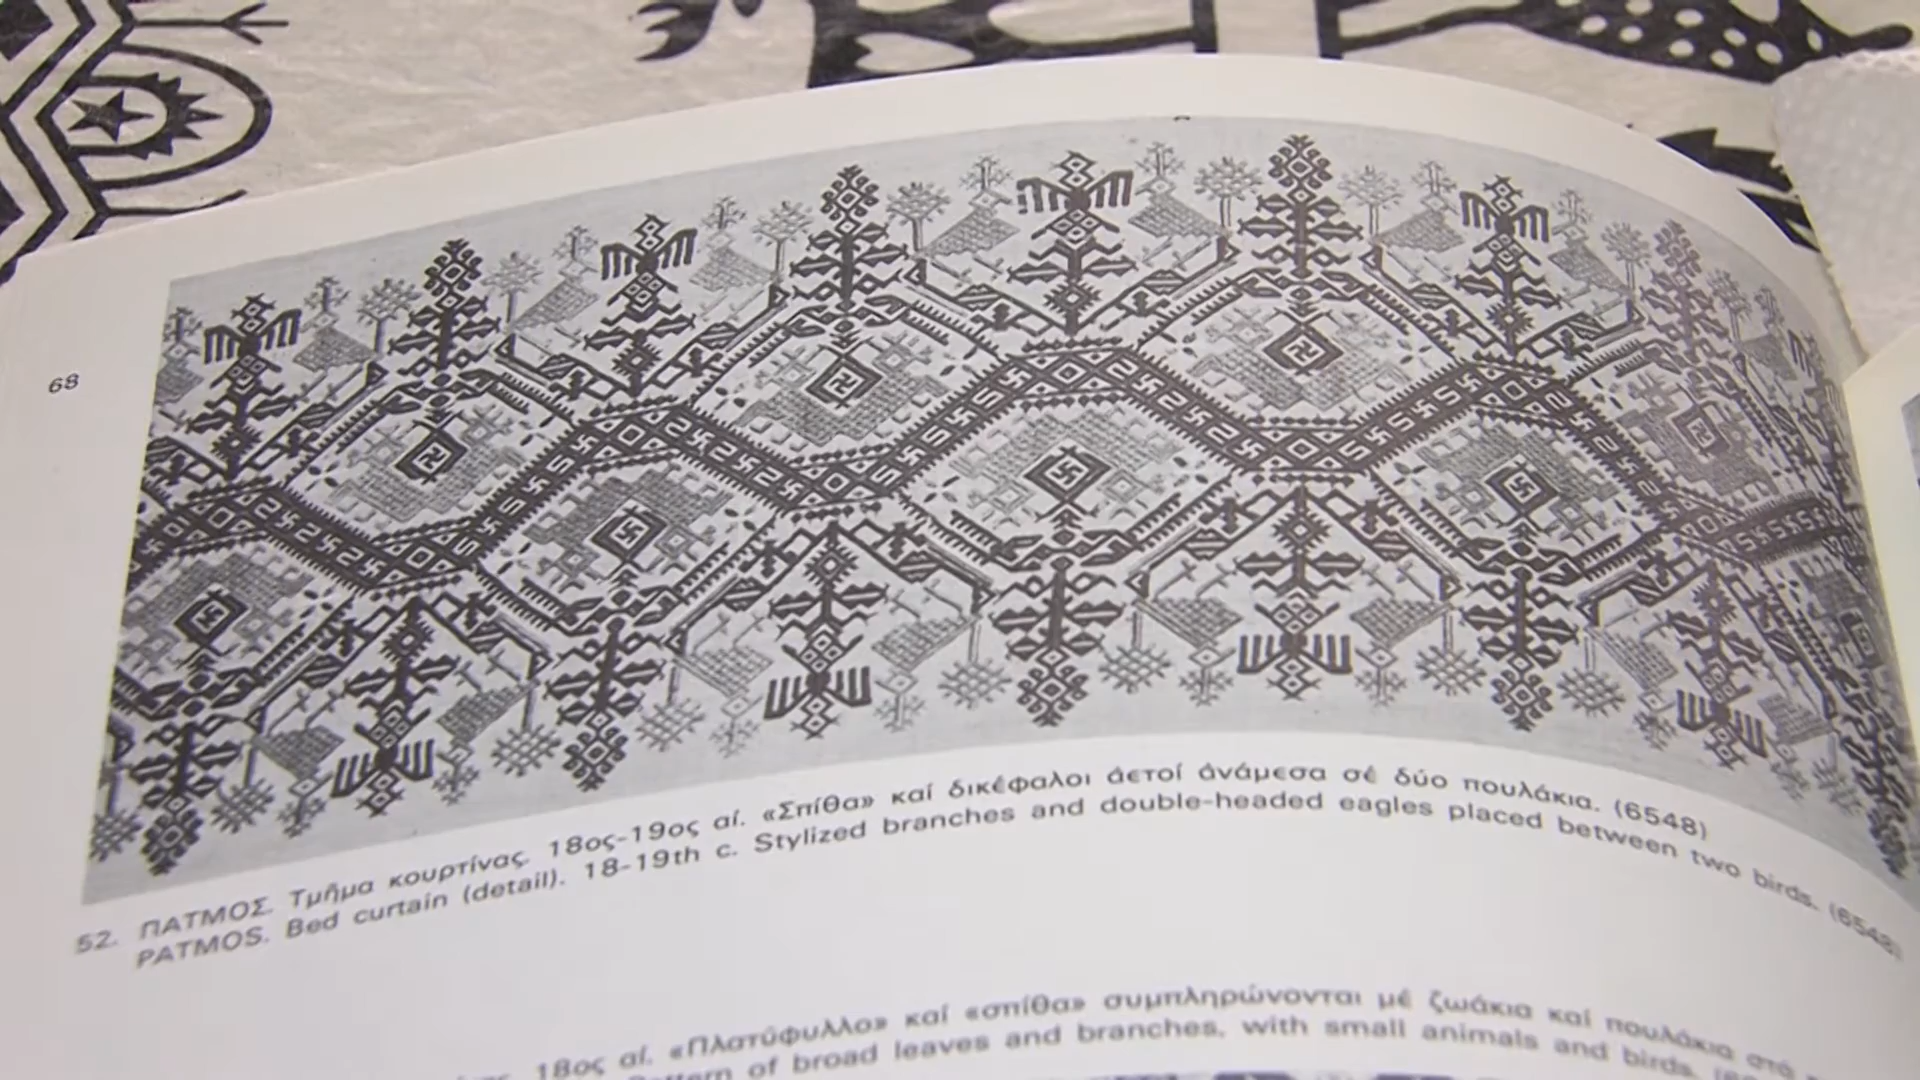 68
52. ΠΑΤΜΟΣ. Τμῆμα κουρτίνας. 18ος-19ος αἰ. «Σπίθα» καί δικέφαλοι ἀετοί ἀνάμεσα σέ δύο πουλάκια. (6548)
PATMOS. Bed curtain (detail). 18-19th c. Stylized branches and double-headed eagles placed between two birds. (6548)
18ος αἰ. «Πλατύφυλλο» καί «σπίθα» συμπληρώνονται μέ ζωάκια καί πουλάκια στά
of broad leaves and branches, with small animals and birds.